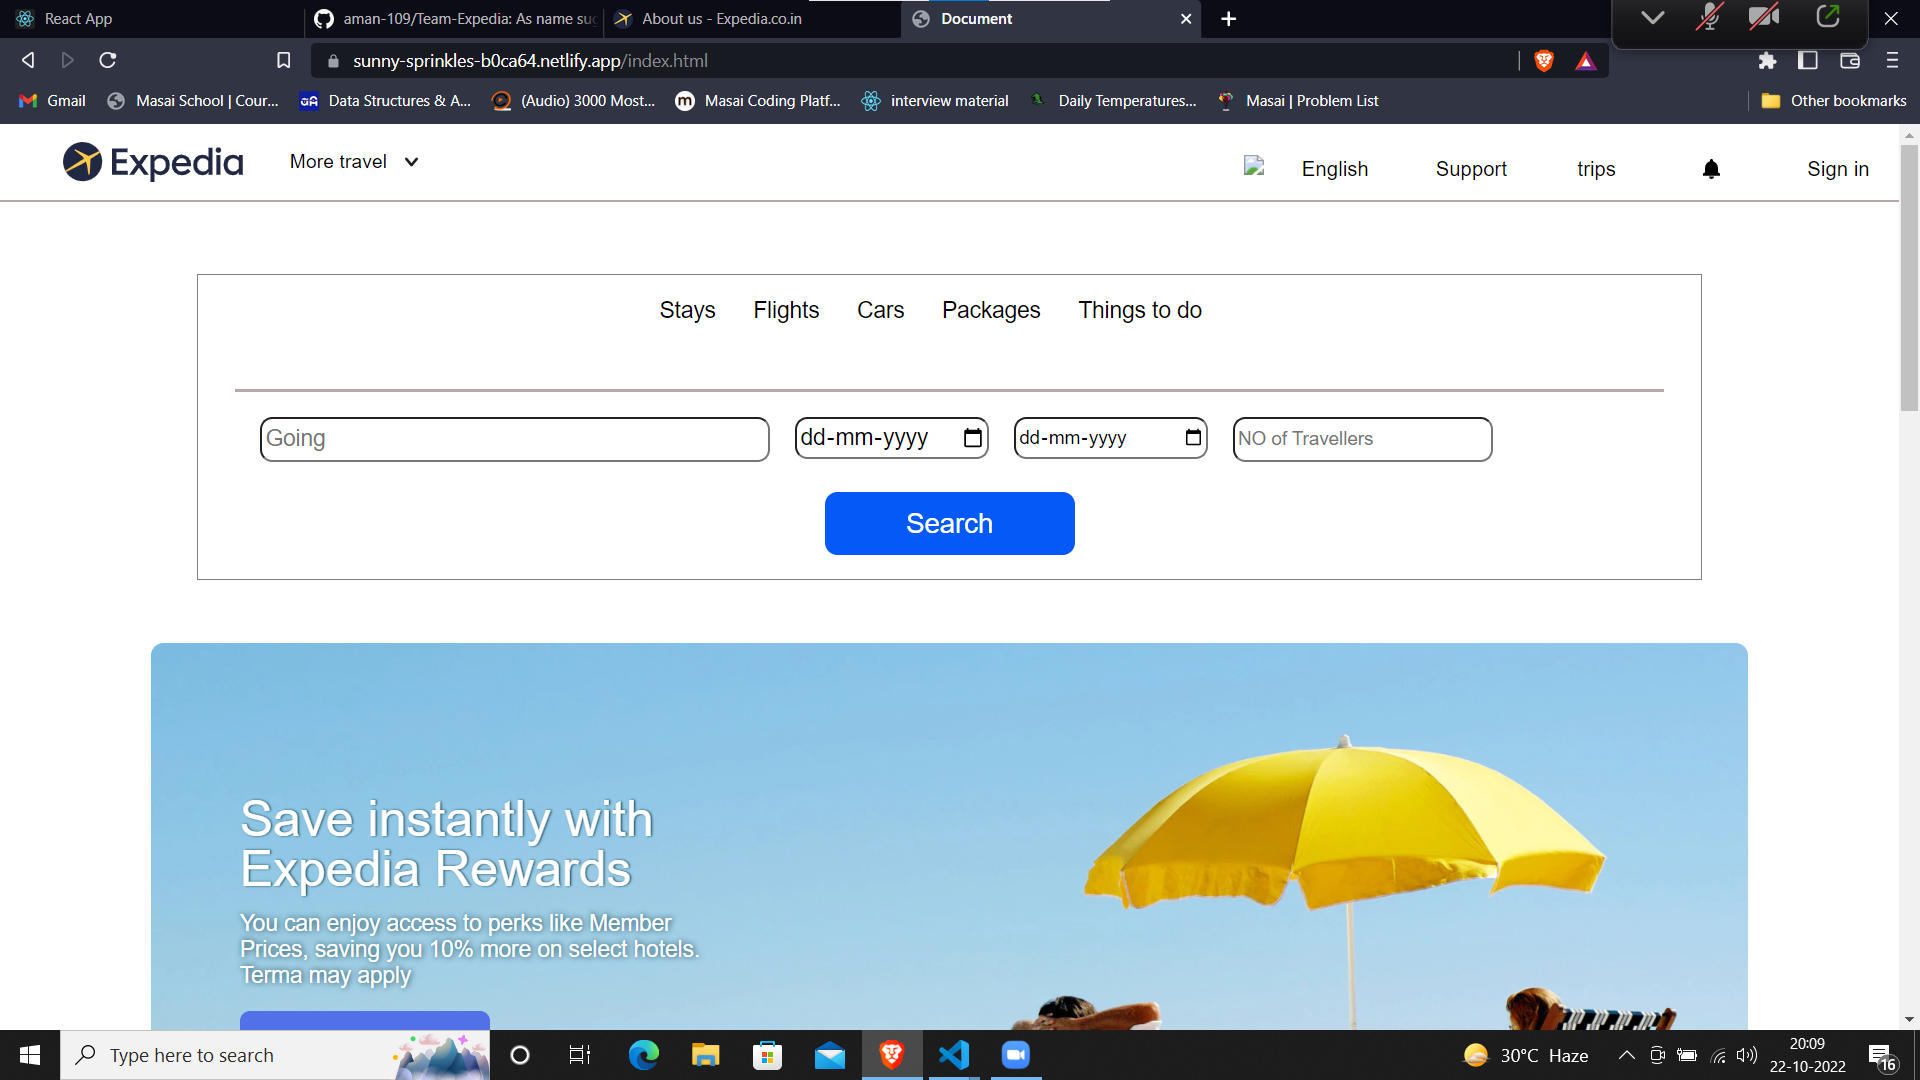 React App
aman-109/Team-Expedia: As name suc
About us - Expedia.co.in
Document
sunny-sprinkles-b0ca64.netlify.app/index.html
Gmail
Masai School | Cour...
Data Structures & A...
(Audio) 3000 Most...
Masai Coding Platf...
interview material
Daily Temperatures...
Masai | Problem List
Other bookmarks
Expedia
More travel
English
Support
trips
Sign in
Stays
Flights
Cars
Packages
Things to do
Going
dd-mm-yyyy
dd-mm-yyyy
NO of Travellers
Search
Save instantly with
Expedia Rewards
You can enjoy access to perks like Member
Prices, saving you 10% more on select hotels.
Terma may apply
Type here to search
30°C Haze
20:09
22-10-2022
16